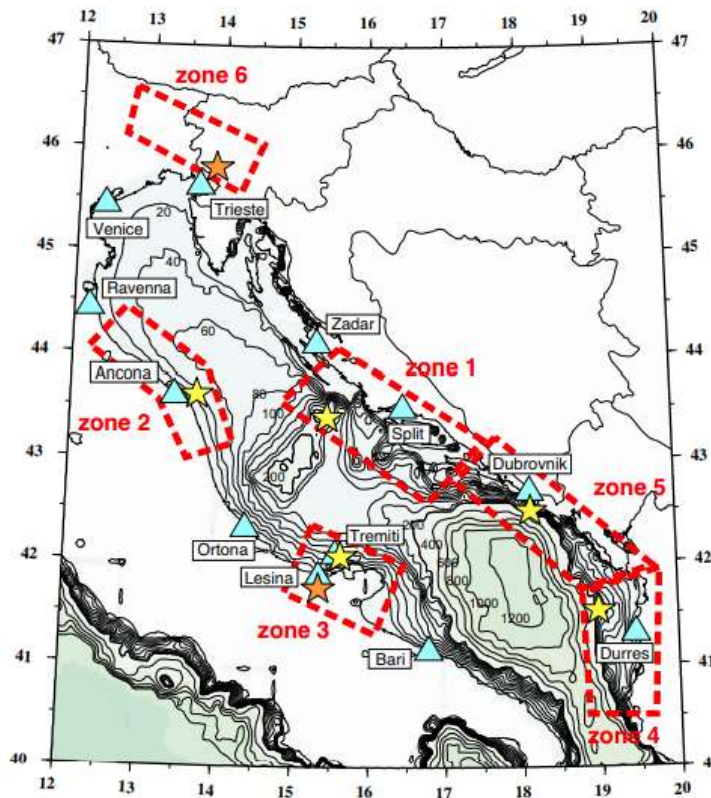 12 13 14 15 16 17 18 19 20
47 47
zone 6
46 46
20
Trieste
Venice
45 45
40
Ravenna
Zadar
60
44 44
zone 1
Ancona
80
100
zone 2
Split
43 43
Dubrovnik
200
zone 5
200
Tremiti
400
Ortona
600
42 42
Lesina
800
1000
1200
zone 3
Durres
Bari
41 41
zone 4
40 40
12 13 14 15 16 17 18 19 20